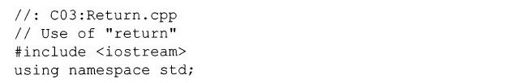 //: C03:Return.cpp
// Use of "return"
#include <iostream>
using namespace std;